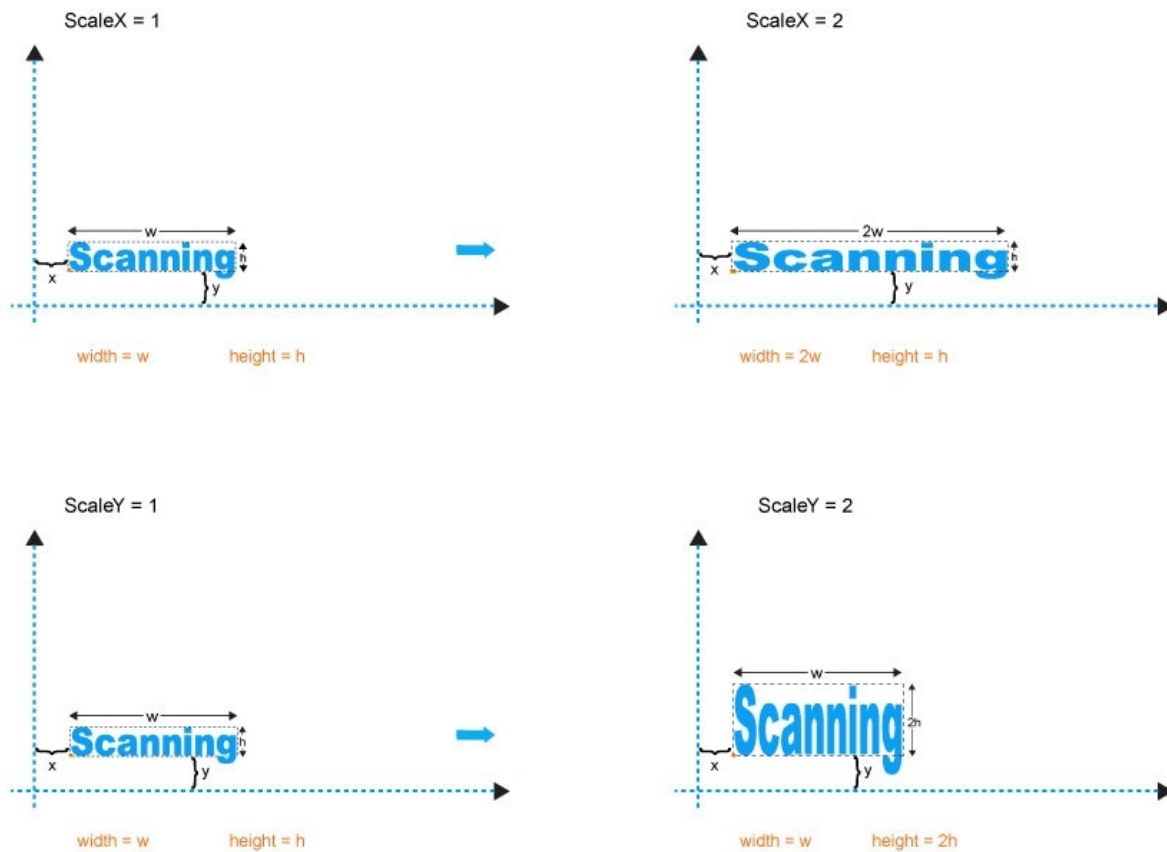 ScaleX = 1
ScaleX = 2
w
2w
Scanning
h
Scanning
h
x
y
x
y
width = w
height = h
width = 2w
height = h
ScaleY = 1
ScaleY = 2
w
w
Scanning
h
Scanning
2h
x
y
x
y
width = w
height = h
width = w
height = 2h